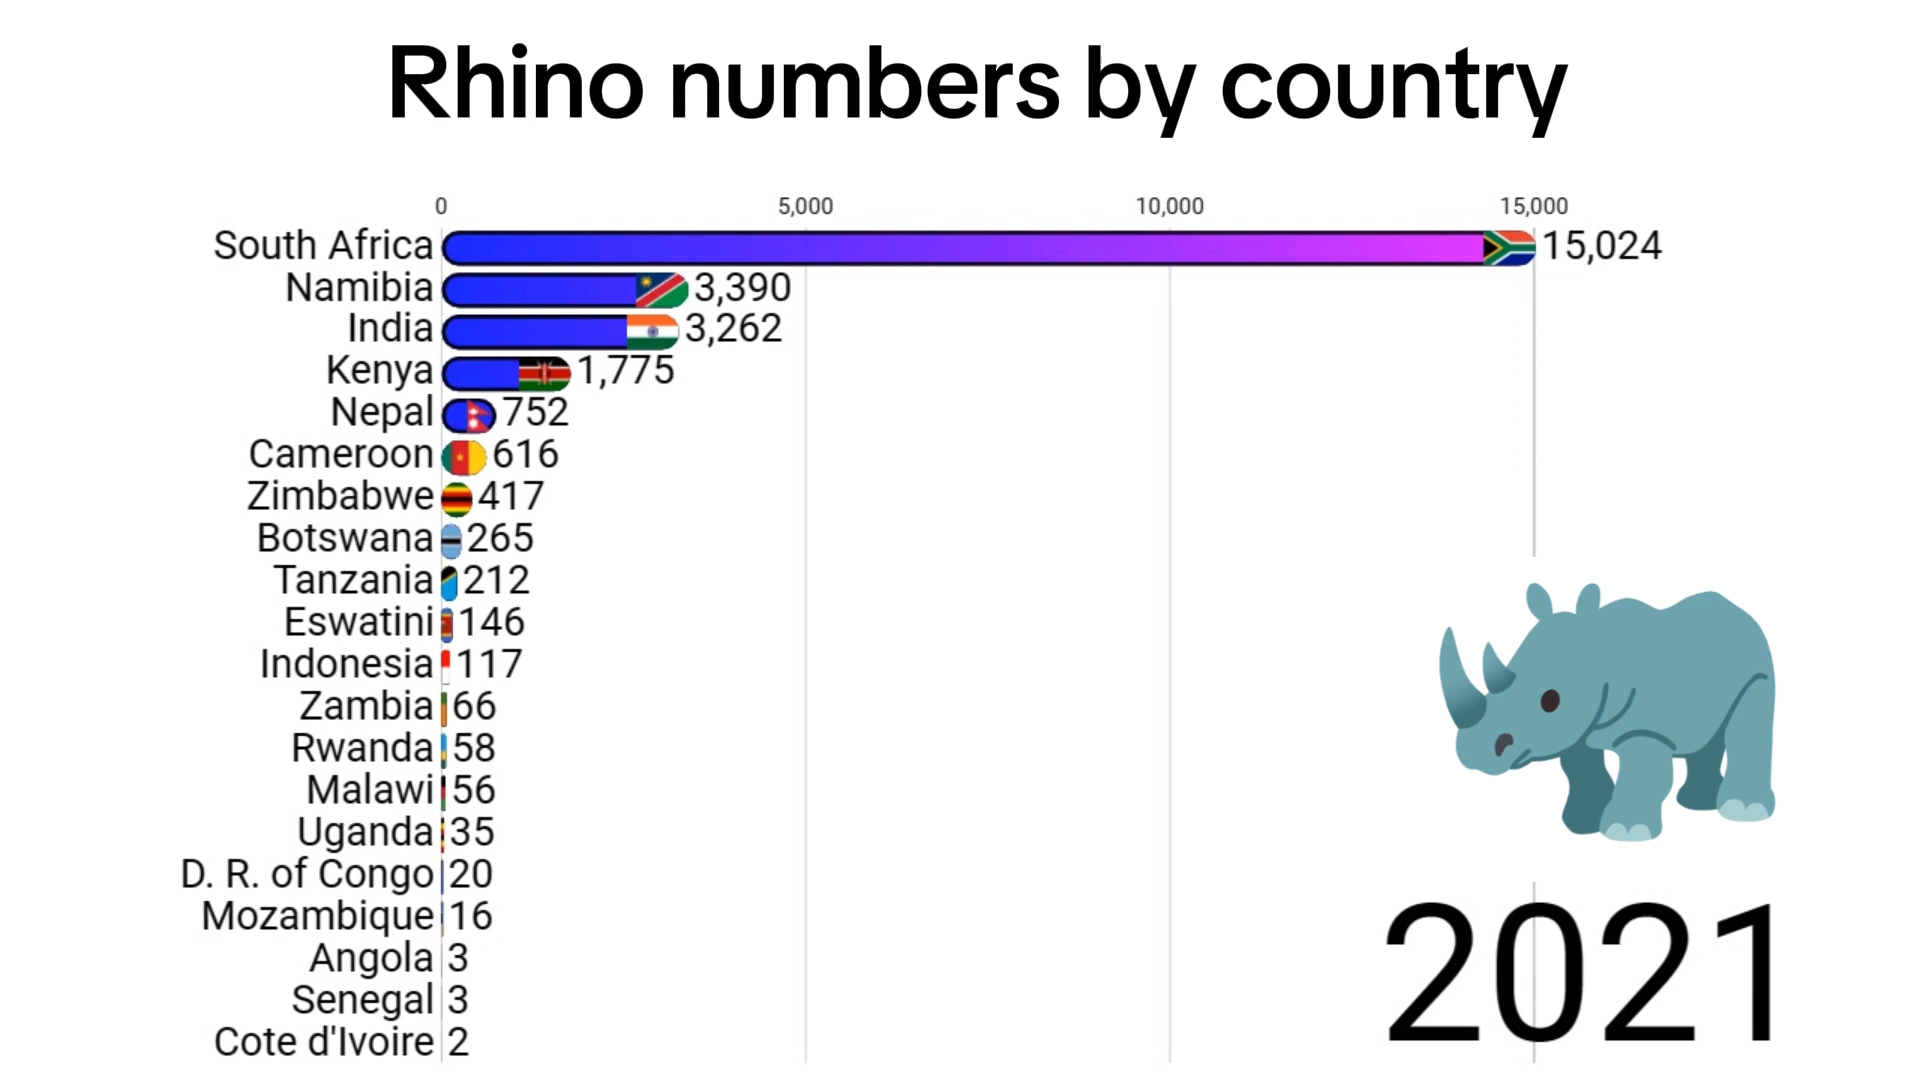 Rhino numbers by country
0 5,000 10,000 15,000
South Africa 15,024
Namibia 3,390
India 3,262
Kenya 1,775
Nepal 752
Cameroon 616
Zimbabwe 417
Botswana 265
Tanzania 212
Eswatini 146
Indonesia 117
Zambia 66
Rwanda 58
Malawi 56
Uganda 35
D. R. of Congo 20
Mozambique 16
Angola 3
Senegal 3
Cote d'Ivoire 2
2021